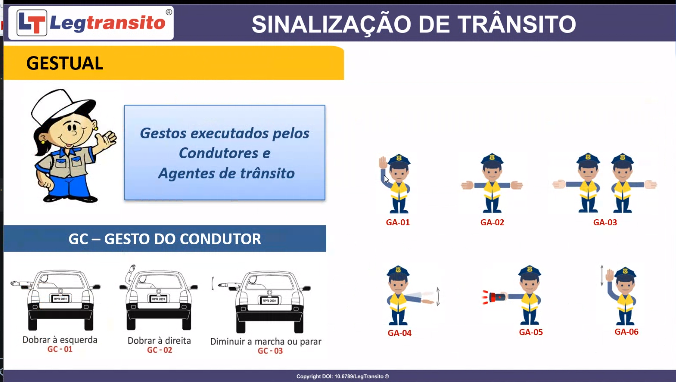 LT Legtransito®
SINALIZAÇÃO DE TRÂNSITO
GESTUAL
Gestos executados pelos
Condutores e
Agentes de trânsito
GA-01
GA-02
GA-03
GC – GESTO DO CONDUTOR
Dobrar à esquerda
GC - 01
Dobrar à direita
GC - 02
Diminuir a marcha ou parar
GC - 03
GA-04
GA-05
GA-06
Copyright DOI: 10.6789/LegTransito ®